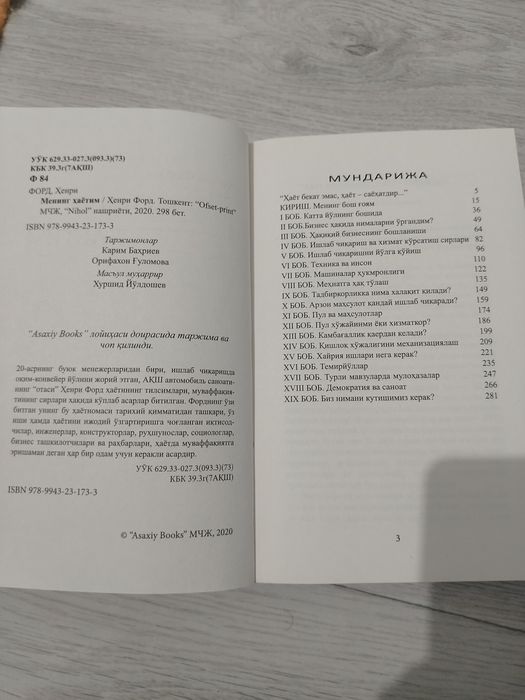 УЎК 629.33-027.3(093.3)(73)
КБК 39.3г(7АҚШ)
Ф 84
ФОРД, Ҳенри
Менинг ҳаётим / Ҳенри Форд. Тошкент: "Ofset-print"
МЧЖ, "Nihol" нашриёти, 2020. 298 бет.
ISBN 978-9943-23-173-3
Таржимонлар
Карим Баҳриев
Орифахон Ғуломова
Масъул муҳаррир
Хуршид Йўлдошев
"Asaxiy Books" лойиҳаси доирасида таржима ва
чоп қилинди.
20-асрнинг буюк менежерларидан бири, ишлаб чиқаришда
оқим-конвейер йўлини жорий этган, АКШ автомобиль саноати-
нинг "отаси" Ҳенри Форд ҳаётининг тилсимлари, муваффақия-
тининг сирлари ҳақида кўплаб асарлар битилган. Форднинг ўзи
битган унинг бу ҳаётномаси тарихий қимматидан ташқари, ўз
иши ҳамда ҳаётини ижодий ўзгартиришга чоғланган иқтисод-
чилар, инженерлар, конструкторлар, руҳшунослар, социологлар,
бизнес ташкилотчилари ва раҳбарлари, ҳаётда муваффақиятга
эришаман деган ҳар бир одам учун керакли асардир.
УЎК 629.33-027.3(093.3)(73)
КБК 39.3г(7АҚШ)
ISBN 978-9943-23-173-3
© "Asaxiy Books" МЧЖ, 2020
МУНДАРИЖА
"Ҳаёт бекат эмас, ҳаёт – саёҳатдир..." 5
КИРИШ. Менинг бош ғоям 15
I БОБ. Катта йўлнинг бошида 36
II БОБ.Бизнес ҳақида нималарни ўргандим? 49
III БОБ. Ҳақиқий бизнеснинг бошланиши 64
IV БОБ. Ишлаб чиқариш ва хизмат кўрсатиш сирлари 82
V БОБ. Ишлаб чиқаришни йўлга қўйиш 96
VI БОБ. Техника ва инсон 110
VII БОБ. Машиналар ҳукмронлиги 122
VIII БОБ. Меҳнатга ҳақ тўлаш 135
IX БОБ. Тадбиркорликка нима халақит қилади? 149
X БОБ. Арзон маҳсулот қандай ишлаб чиқаради? 159
XI БОБ. Пул ва маҳсулотлар 174
XII БОБ. Пул хўжайинми ёки хизматкор? 186
XIII БОБ. Камбағаллик қаердан келади? 199
XIV БОБ. Қишлоқ хўжалигини механизациялаш 209
XV БОБ. Хайрия ишлари нега керак? 221
XVI БОБ. Темирйўллар 235
XVII БОБ. Турли мавзуларда мулоҳазалар 247
XVIII БОБ. Демократия ва саноат 266
XIX БОБ. Биз нимани кутишимиз керак? 281
3